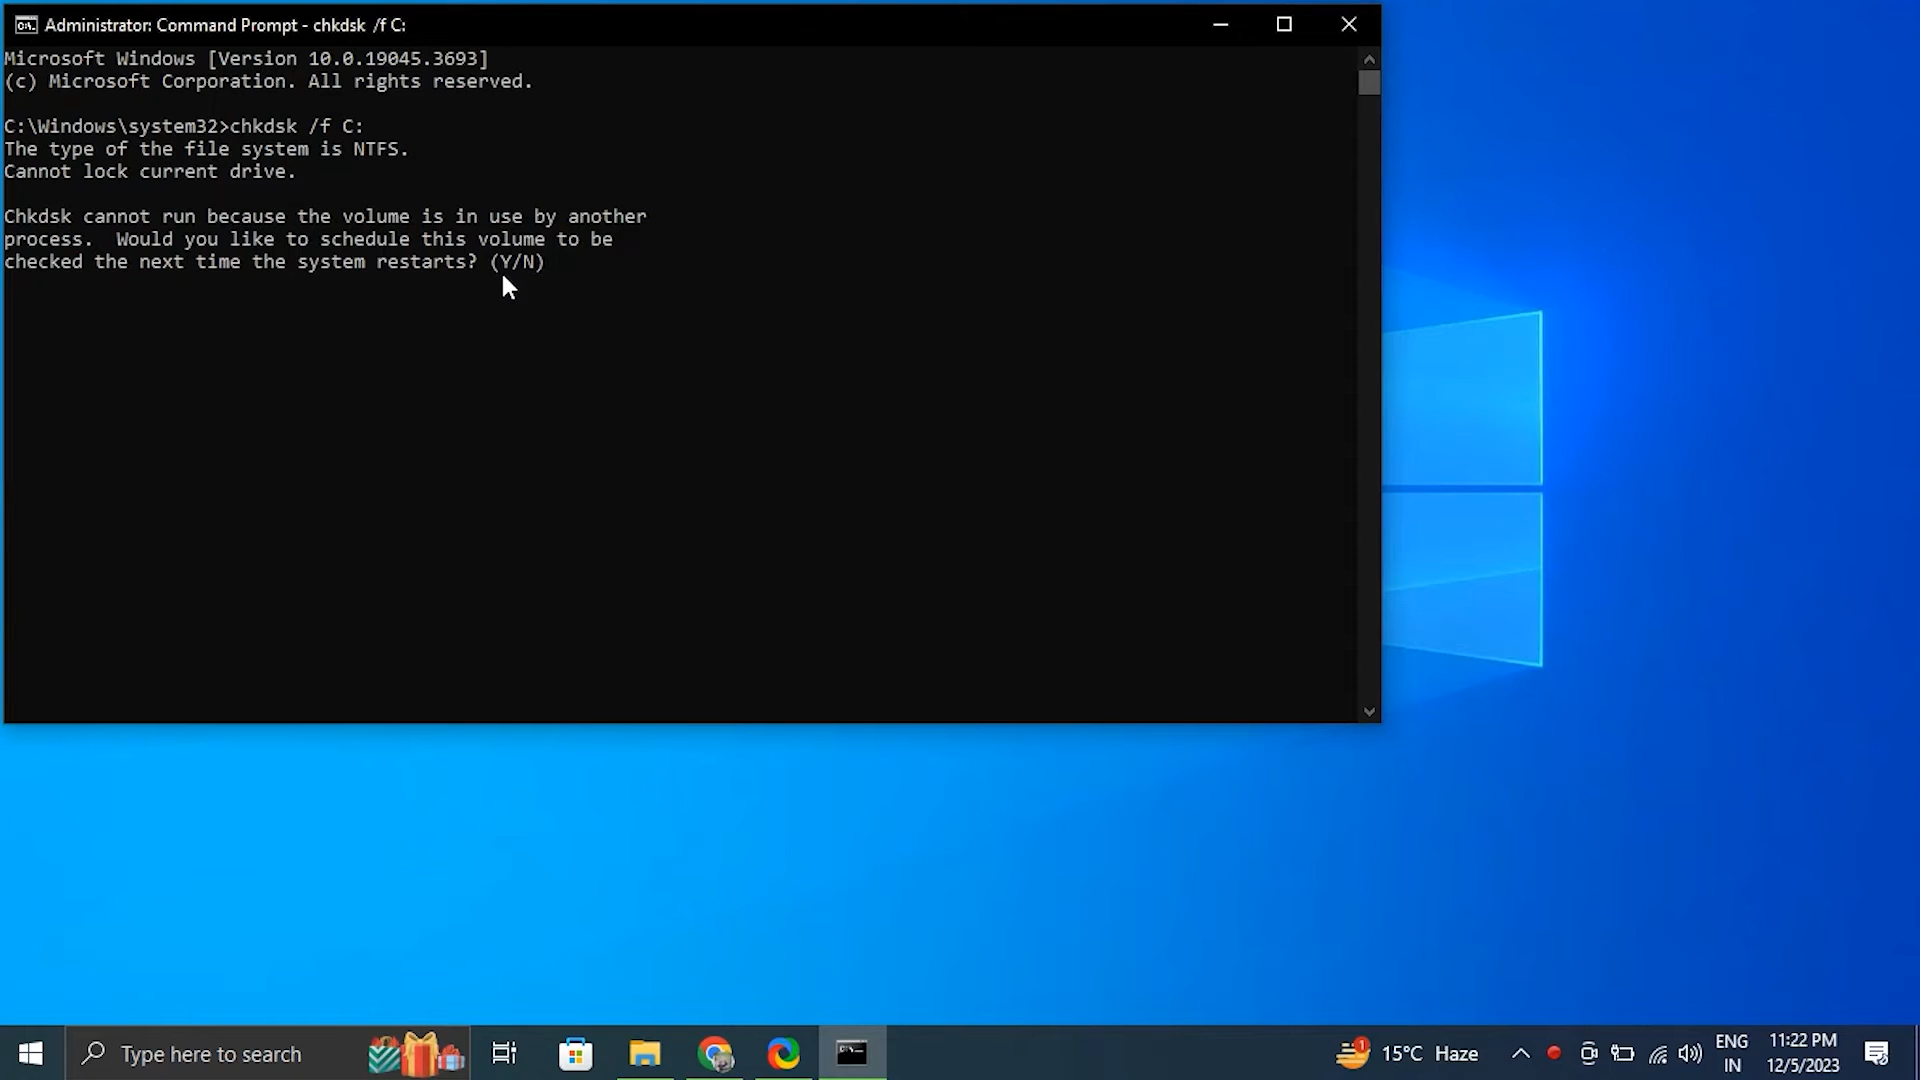 Administrator: Command Prompt - chkdsk /f C:
Microsoft Windows [Version 10.0.19045.3693]
(c) Microsoft Corporation. All rights reserved.
C:\Windows\system32>chkdsk /f C:
The type of the file system is NTFS.
Cannot lock current drive.
Chkdsk cannot run because the volume is in use by another
process.  Would you like to schedule this volume to be
checked the next time the system restarts? (Y/N)
Type here to search
1
15°C Haze
ENG
IN
11:22 PM
12/5/2023